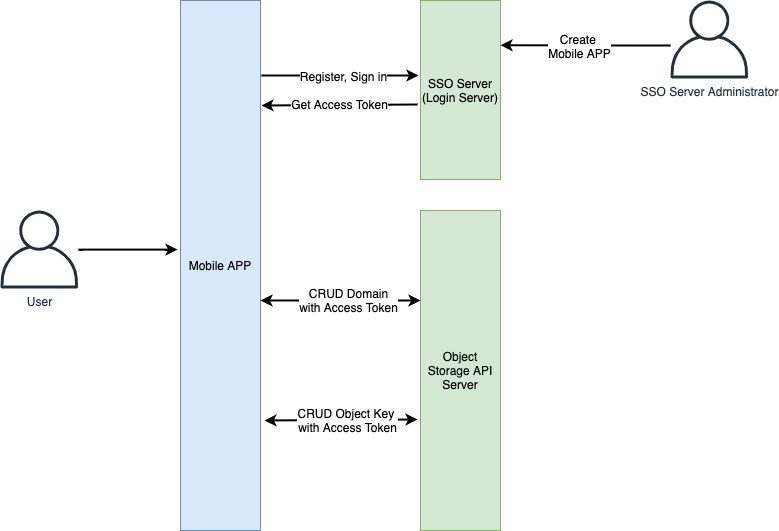 Create
Mobile APP
Register, Sign in
SSO Server
(Login Server)
SSO Server Administrator
Get Access Token
Mobile APP
User
CRUD Domain
with Access Token
Object
Storage API
Server
CRUD Object Key
with Access Token